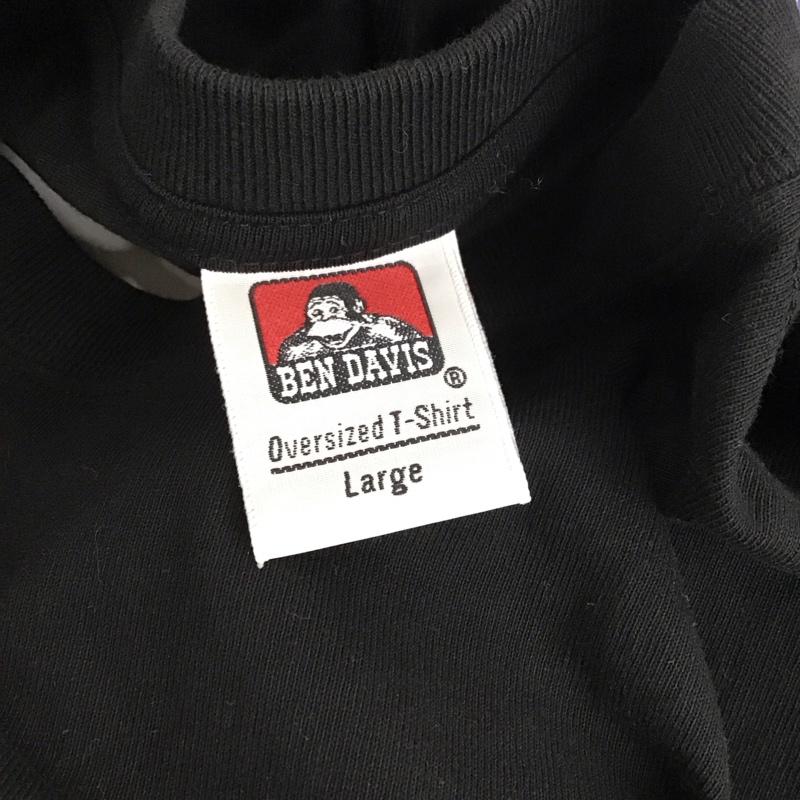 BEN DAVIS
®
Oversized T-Shirt
Large